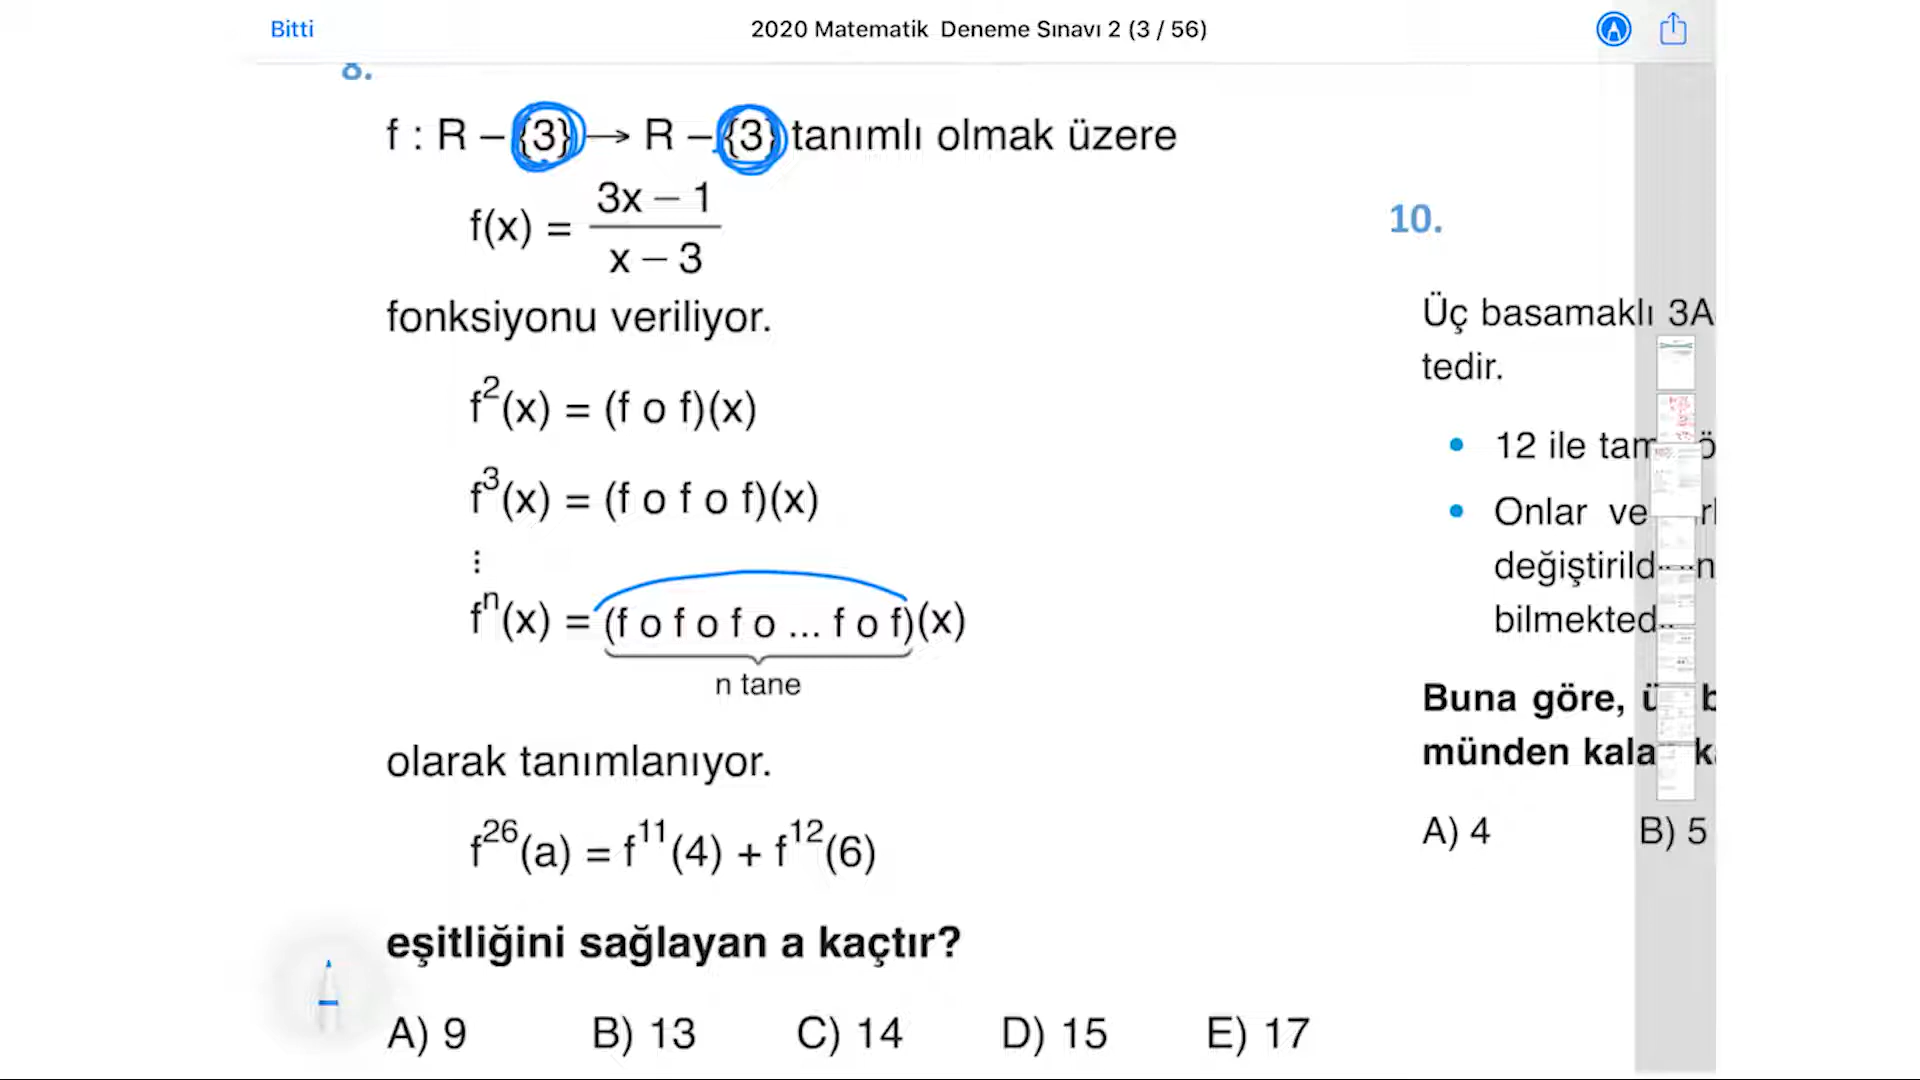 Bitti
2020 Matematik Deneme Sınavı 2 (3 / 56)
8.
f : R – {3} → R – {3} tanımlı olmak üzere
f(x) = (3x – 1) / (x – 3)
fonksiyonu veriliyor.
f²(x) = (f o f)(x)
f³(x) = (f o f o f)(x)
⋮
fⁿ(x) = (f o f o f o ... f o f)(x)
n tane
olarak tanımlanıyor.
f²⁶(a) = f¹¹(4) + f¹²(6)
eşitliğini sağlayan a kaçtır?
A) 9 B) 13 C) 14 D) 15 E) 17
10.
Üç basamaklı 3A
tedir.
• 12 ile tam
• Onlar ve
değiştirild
bilmekted
Buna göre, ü b
münden kala k
A) 4 B) 5